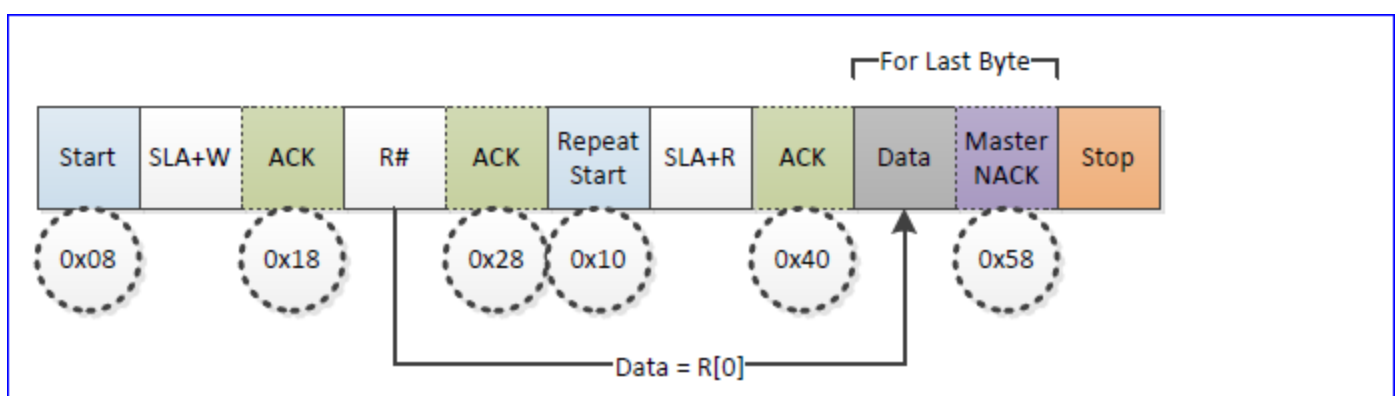 For Last Byte
Start SLA+W ACK R# ACK Repeat Start SLA+R ACK Data Master NACK Stop
0x08 0x18 0x28 0x10 0x40 0x58
Data = R[0]